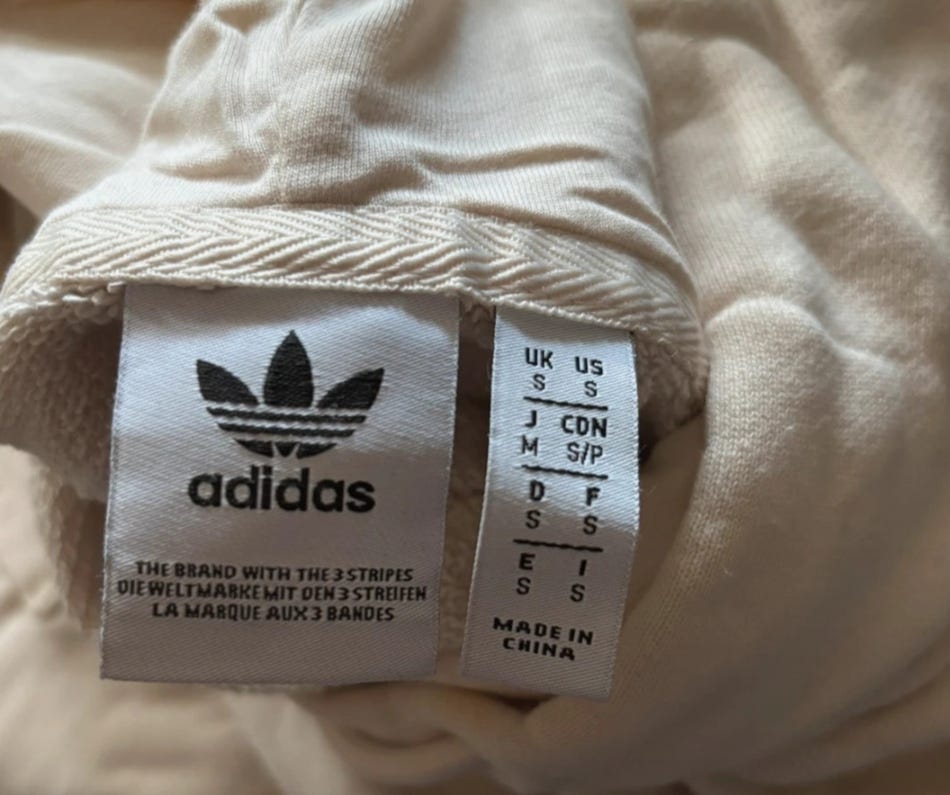 adidas
THE BRAND WITH THE 3 STRIPES
DIE WELTMARKE MIT DEN 3 STREIFEN
LA MARQUE AUX 3 BANDES
UK US
S S
J CDN
M S/P
D F
S S
E I
S S
MADE IN
CHINA